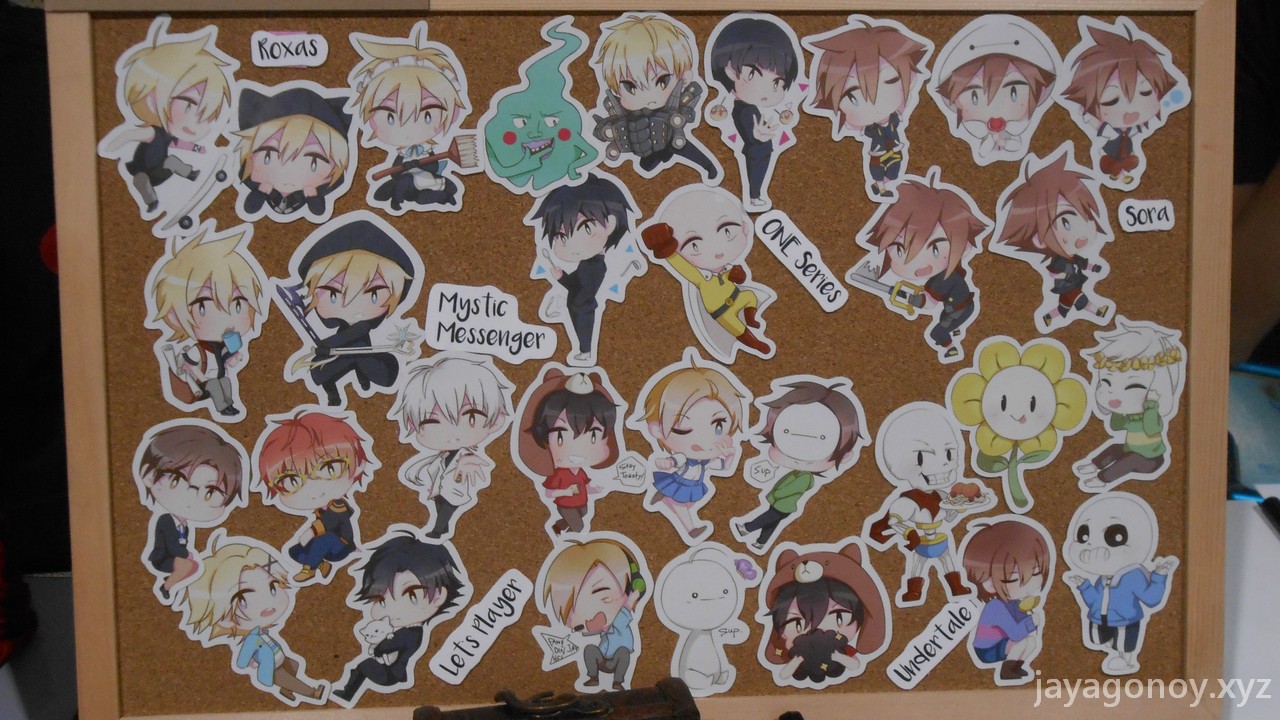 Roxas
Sora
ONE Series
Mystic
Messenger
Stay
Toasty!
Sup.
Let's Player
Sup.
Undertale
jayagonoy.xyz